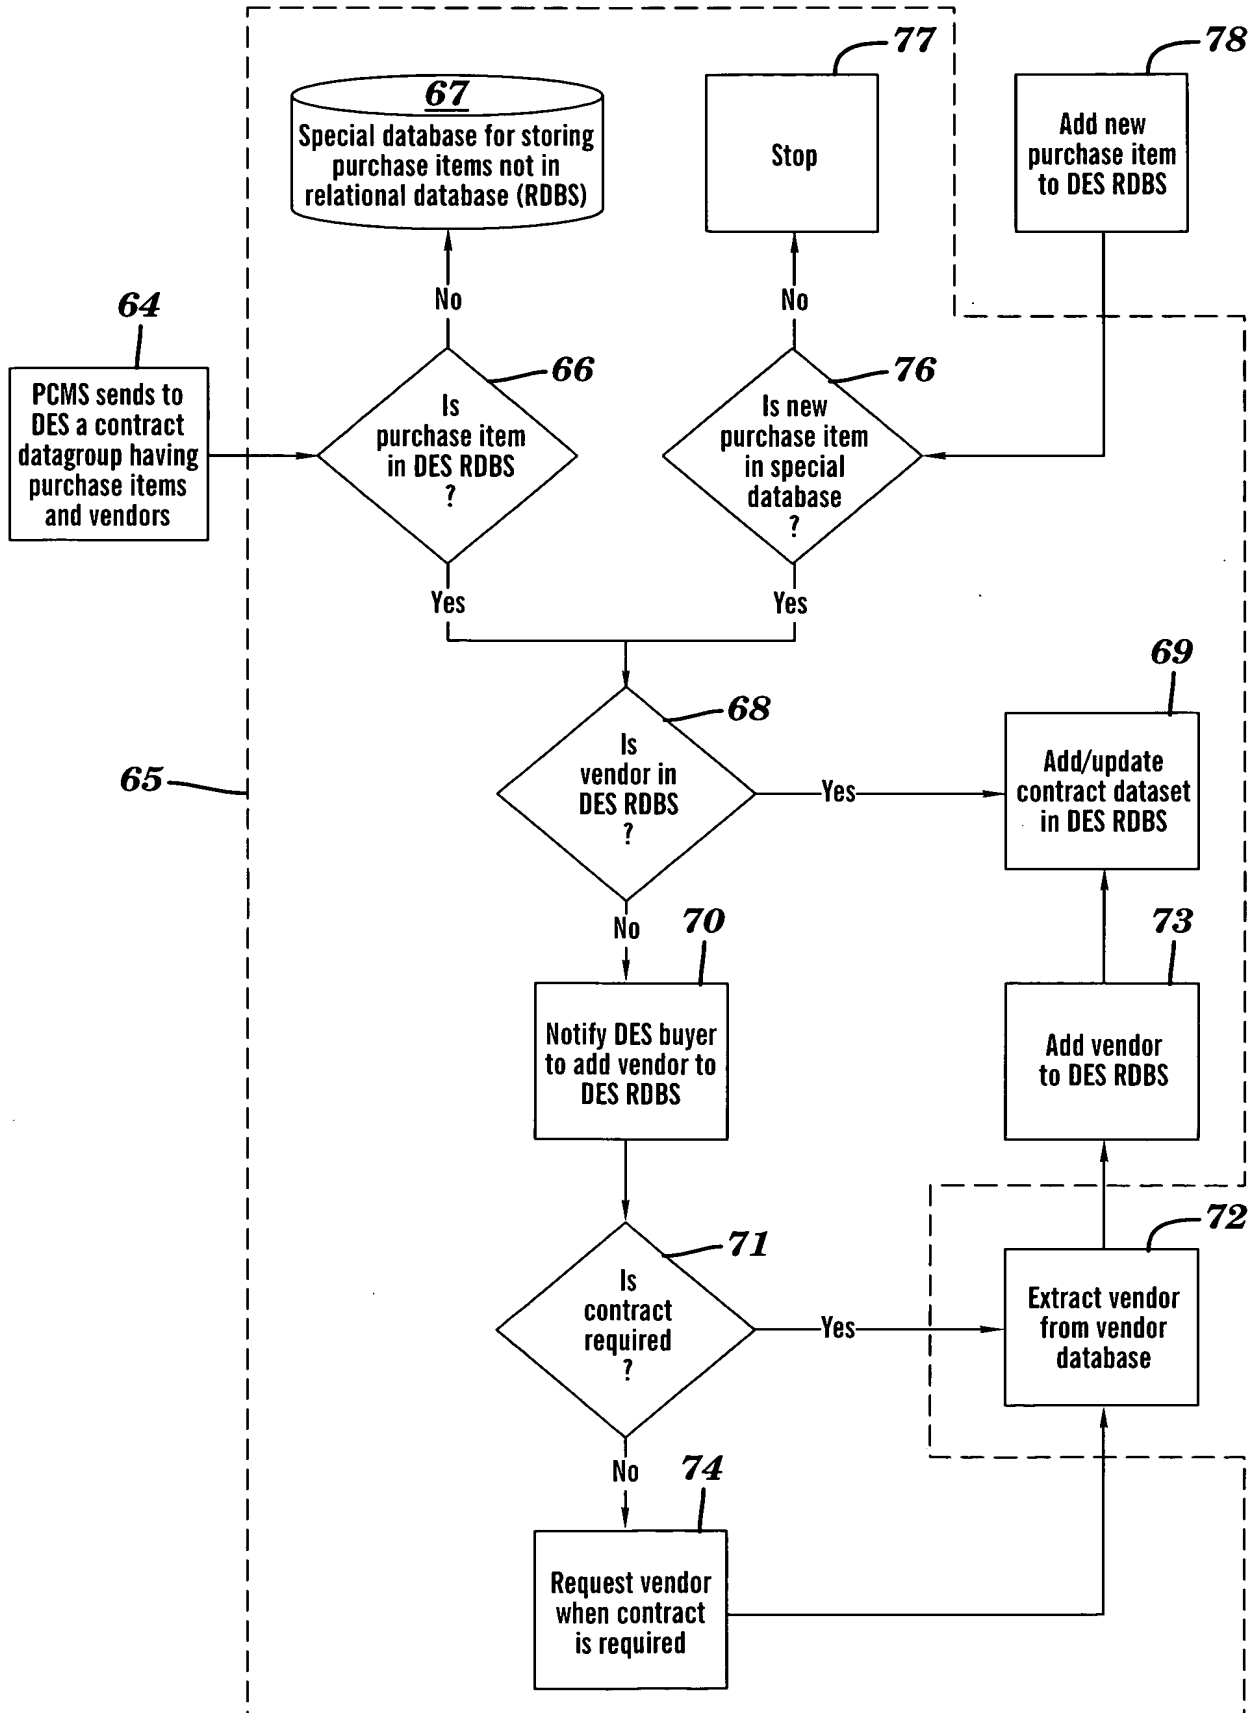 77
78
67
Special database for storing
purchase items not in
relational database (RDBS)
Stop
Add new
purchase item
to DES RDBS
No
No
64
PCMS sends to
DES a contract
datagroup having
purchase items
and vendors
66
Is
purchase item
in DES RDBS
?
76
Is new
purchase item
in special
database
?
Yes
Yes
65
68
Is
vendor in
DES RDBS
?
Yes
69
Add/update
contract dataset
in DES RDBS
No
70
Notify DES buyer
to add vendor to
DES RDBS
73
Add vendor
to DES RDBS
71
Is
contract
required
?
Yes
72
Extract vendor
from vendor
database
No
74
Request vendor
when contract
is required